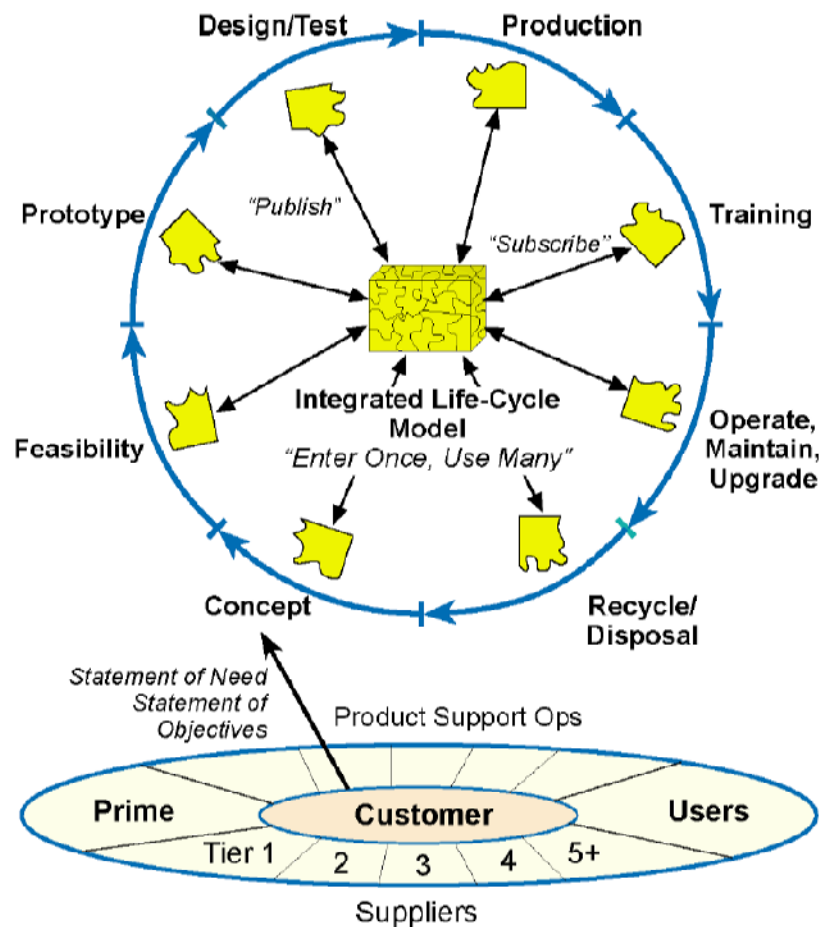 Design/Test
Production
Prototype
"Publish"
"Subscribe"
Training
Integrated Life-Cycle
Model
"Enter Once, Use Many"
Feasibility
Operate,
Maintain,
Upgrade
Concept
Recycle/
Disposal
Statement of Need
Statement of
Objectives
Product Support Ops
Prime
Customer
Users
Tier 1
2
3
4
5+
Suppliers